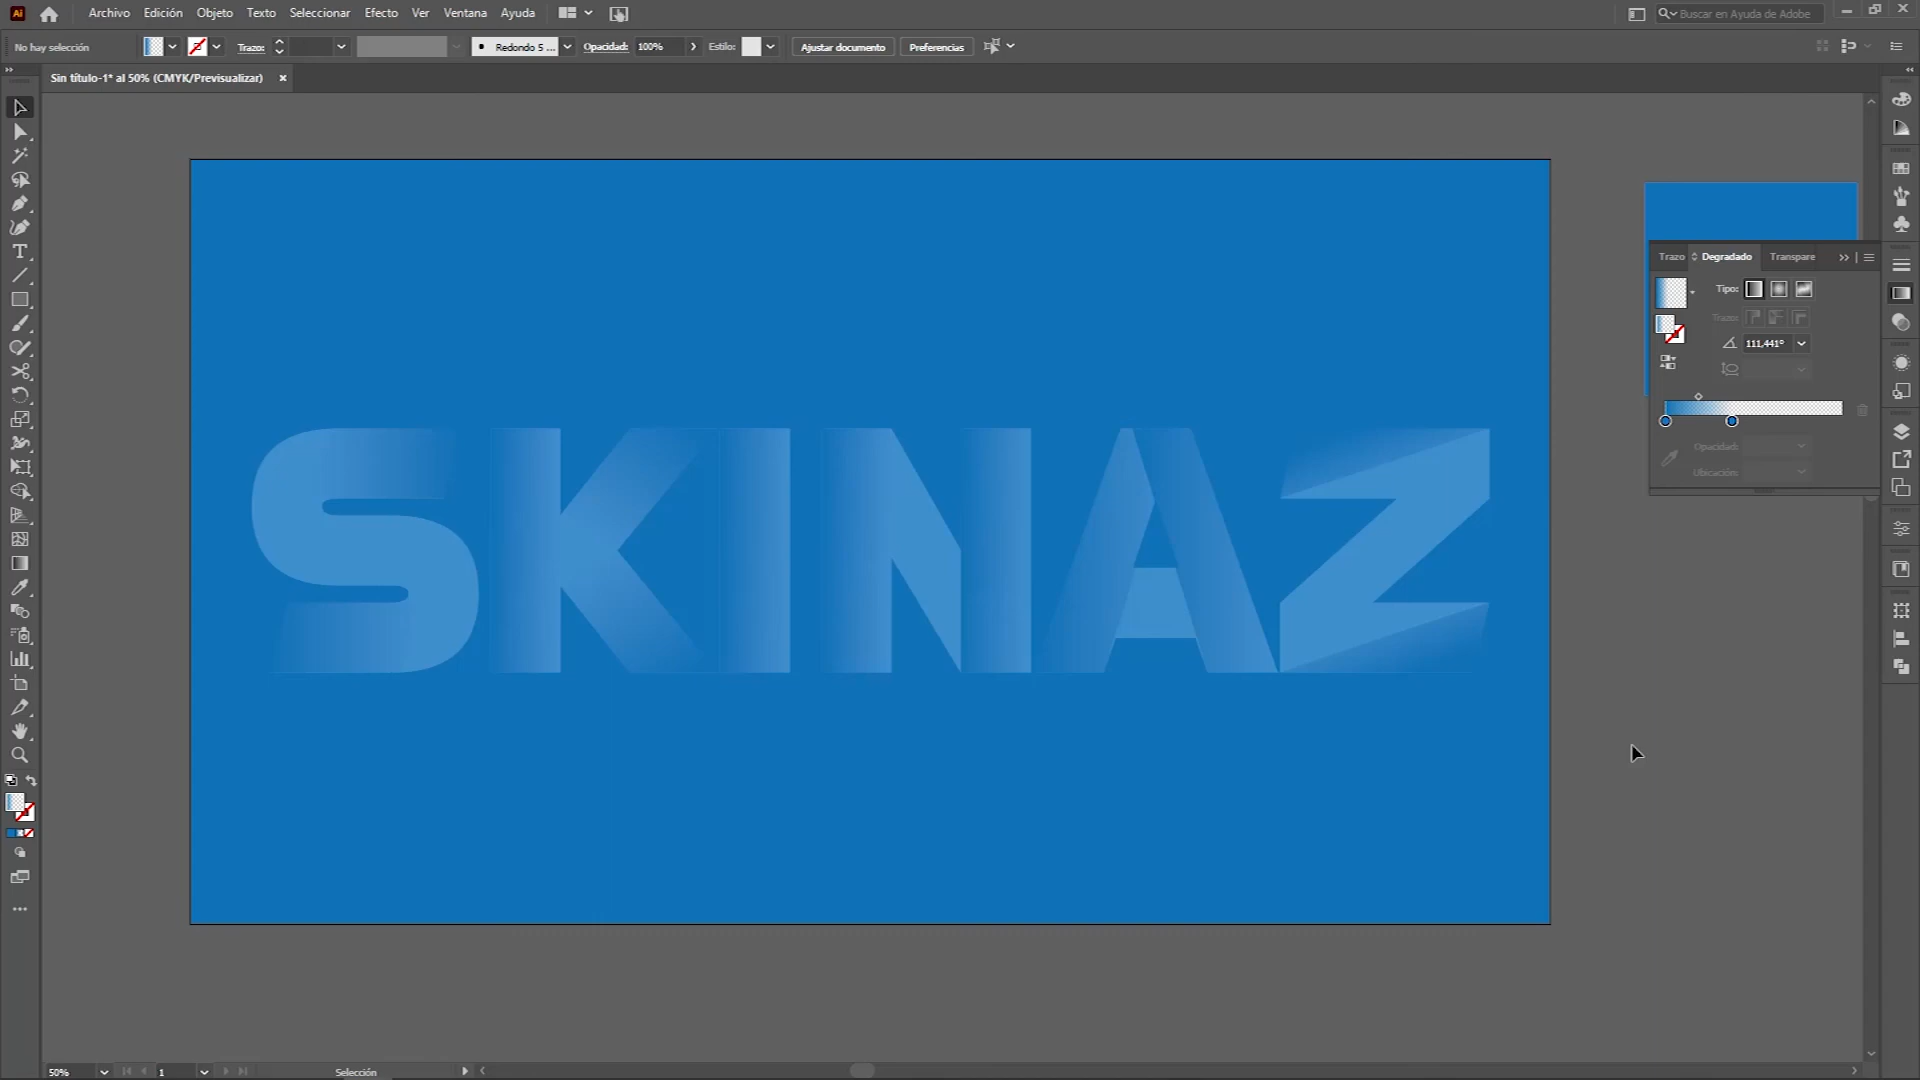 Ai Archivo Edición Objeto Texto Seleccionar Efecto Ver Ventana Ayuda
Buscar en Ayuda de Adobe
No hay selección
Trazo:
Redondo 5 ...
Opacidad: 100%
Estilo:
Ajustar documento
Preferencias
Sin título-1* al 50% (CMYK/Previsualizar)
SKINAZ
Trazo
Degradado
Transpare
Tipo:
Trazo:
111,441°
Opacidad:
Ubicación:
50%
1
Selección